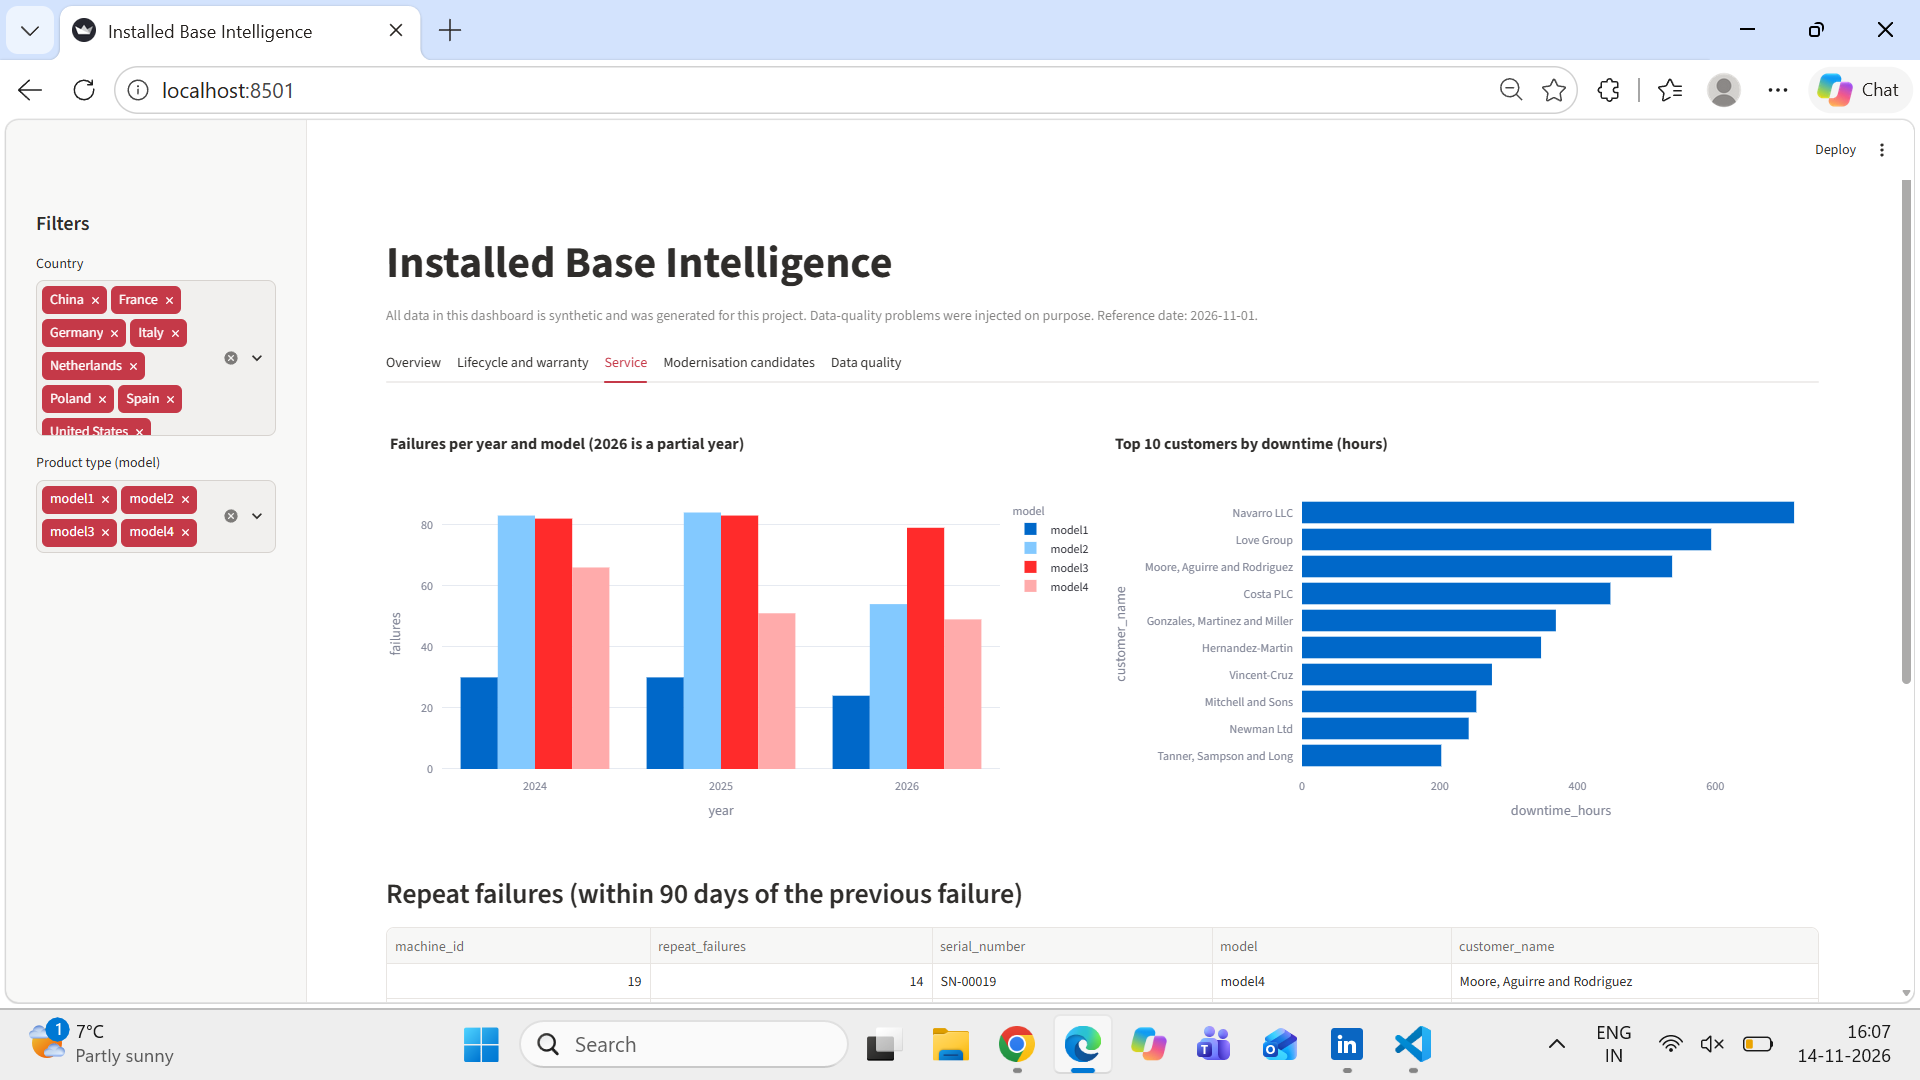 Installed Base Intelligence
localhost:8501
Chat
Deploy
Filters
Country
China × France ×
Germany × Italy ×
Netherlands ×
Poland × Spain ×
United States ×
Product type (model)
model1 × model2 ×
model3 × model4 ×
Installed Base Intelligence
All data in this dashboard is synthetic and was generated for this project. Data-quality problems were injected on purpose. Reference date: 2026-11-01.
Overview Lifecycle and warranty Service Modernisation candidates Data quality
Failures per year and model (2026 is a partial year)
80
60
40
20
0
failures
2024 2025 2026
year
model
model1
model2
model3
model4
Top 10 customers by downtime (hours)
customer_name
Navarro LLC
Love Group
Moore, Aguirre and Rodriguez
Costa PLC
Gonzales, Martinez and Miller
Hernandez-Martin
Vincent-Cruz
Mitchell and Sons
Newman Ltd
Tanner, Sampson and Long
0 200 400 600
downtime_hours
Repeat failures (within 90 days of the previous failure)
machine_id repeat_failures serial_number model customer_name
19 14 SN-00019 model4 Moore, Aguirre and Rodriguez
1
7°C
Partly sunny
Search
ENG
IN
16:07
14-11-2026